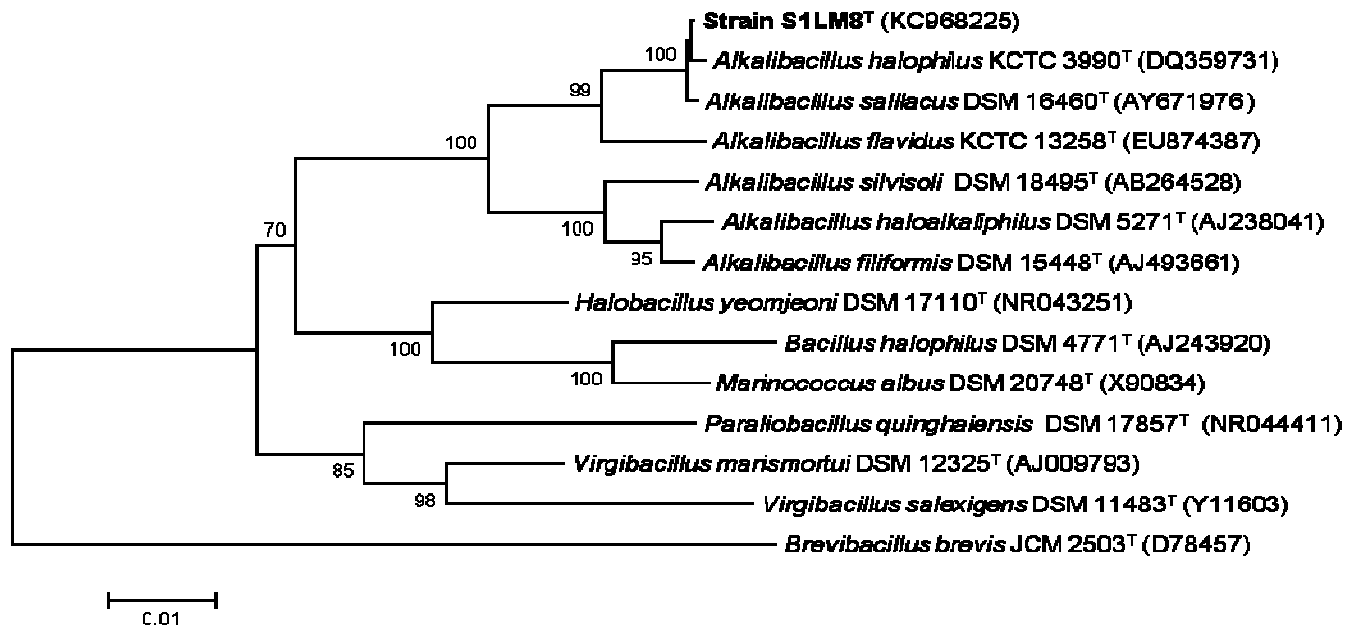 Strain S1LM8ᵀ (KC968225)
100
Alkalibacillus halophilus KCTC 3990ᵀ (DQ359731)
99
Alkalibacillus salilacus DSM 16460ᵀ (AY671976)
100
Alkalibacillus flavidus KCTC 13258ᵀ (EU874387)
Alkalibacillus silvisoli DSM 18495ᵀ (AB264528)
70
100
Alkalibacillus haloalkaliphilus DSM 5271ᵀ (AJ238041)
95
Alkalibacillus filiformis DSM 15448ᵀ (AJ493661)
Halobacillus yeomjeoni DSM 17110ᵀ (NR043251)
100
Bacillus halophilus DSM 4771ᵀ (AJ243920)
100
Marinococcus albus DSM 20748ᵀ (X90834)
Paraliobacillus quinghaiensis DSM 17857ᵀ (NR044411)
85
Virgibacillus marismortui DSM 12325ᵀ (AJ009793)
98
Virgibacillus salexigens DSM 11483ᵀ (Y11603)
Brevibacillus brevis JCM 2503ᵀ (D78457)
0.01